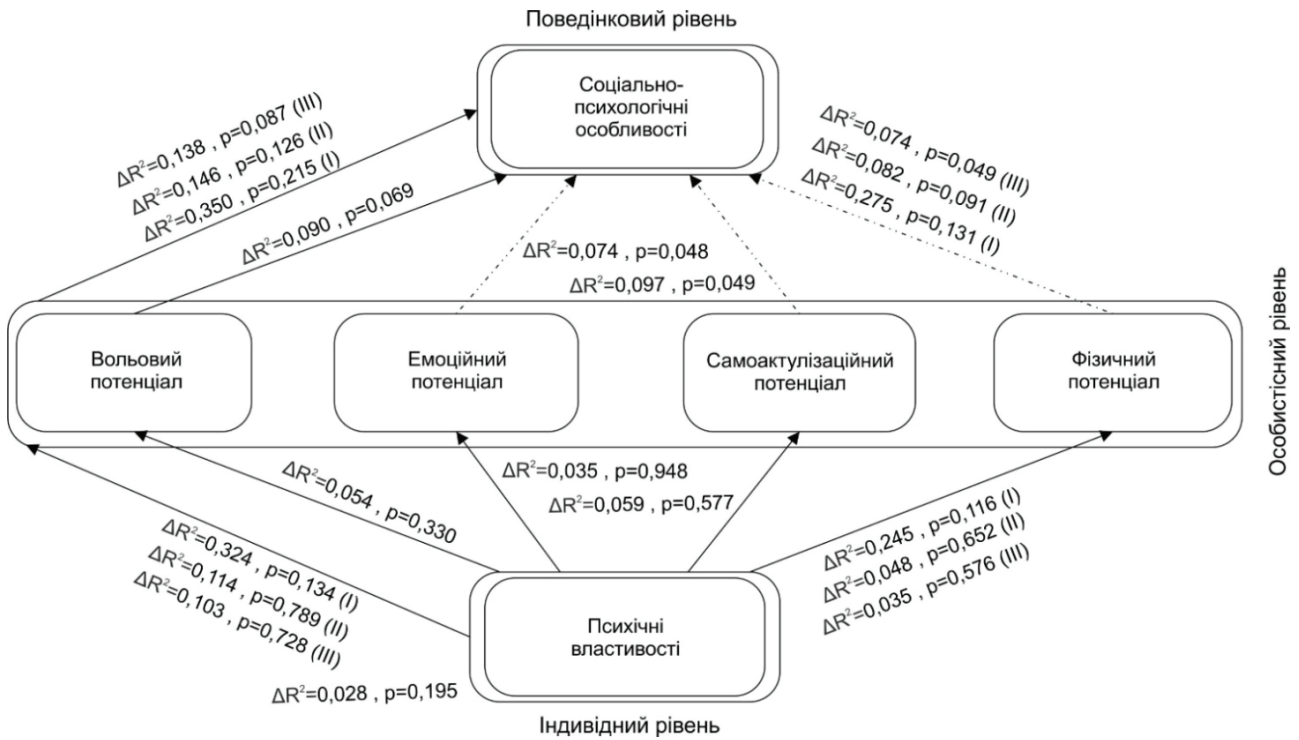 Поведінковий рівень
Соціально-
психологічні
особливості
ΔR²=0,138 , p=0,087 (III)
ΔR²=0,146 , p=0,126 (II)
ΔR²=0,350 , p=0,215 (I)
ΔR²=0,090 , p=0,069
ΔR²=0,074 , p=0,048
ΔR²=0,097 , p=0,049
ΔR²=0,074 , p=0,049 (III)
ΔR²=0,082 , p=0,091 (II)
ΔR²=0,275 , p=0,131 (I)
Вольовий
потенціал
Емоційний
потенціал
Самоактулізаційний
потенціал
Фізичний
потенціал
Особистісний рівень
ΔR²=0,054 , p=0,330
ΔR²=0,035 , p=0,948
ΔR²=0,059 , p=0,577
ΔR²=0,324 , p=0,134 (I)
ΔR²=0,114 , p=0,789 (II)
ΔR²=0,103 , p=0,728 (III)
ΔR²=0,245 , p=0,116 (I)
ΔR²=0,048 , p=0,652 (II)
ΔR²=0,035 , p=0,576 (III)
Психічні
властивості
ΔR²=0,028 , p=0,195
Індивідний рівень